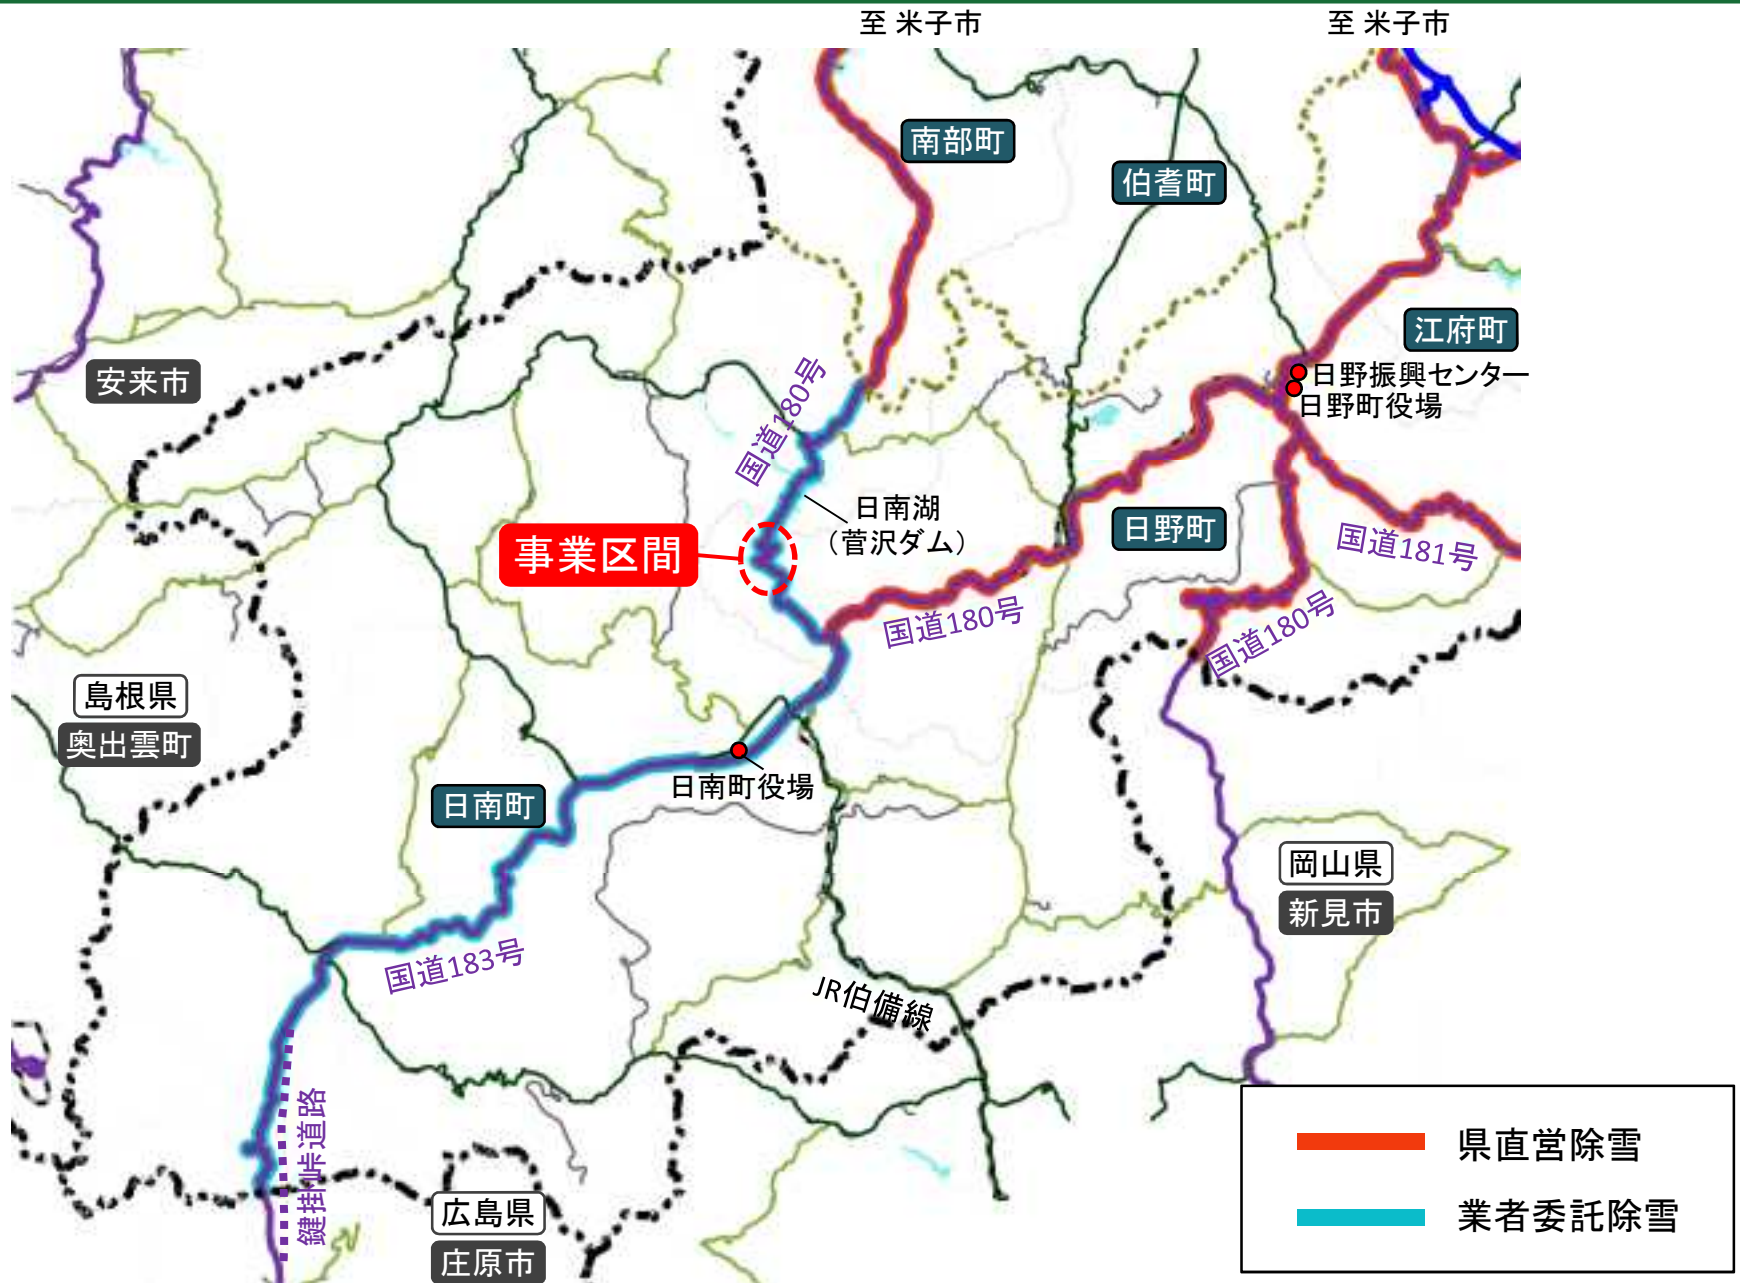 至 米子市
至 米子市
南部町
伯耆町
江府町
安来市
国道180号
日野振興センター
日野町役場
日南湖
（菅沢ダム）
日野町
国道181号
事業区間
国道180号
国道180号
島根県
奥出雲町
日南町役場
日南町
岡山県
新見市
国道183号
JR伯備線
鍵掛峠道路
広島県
庄原市
県直営除雪
業者委託除雪